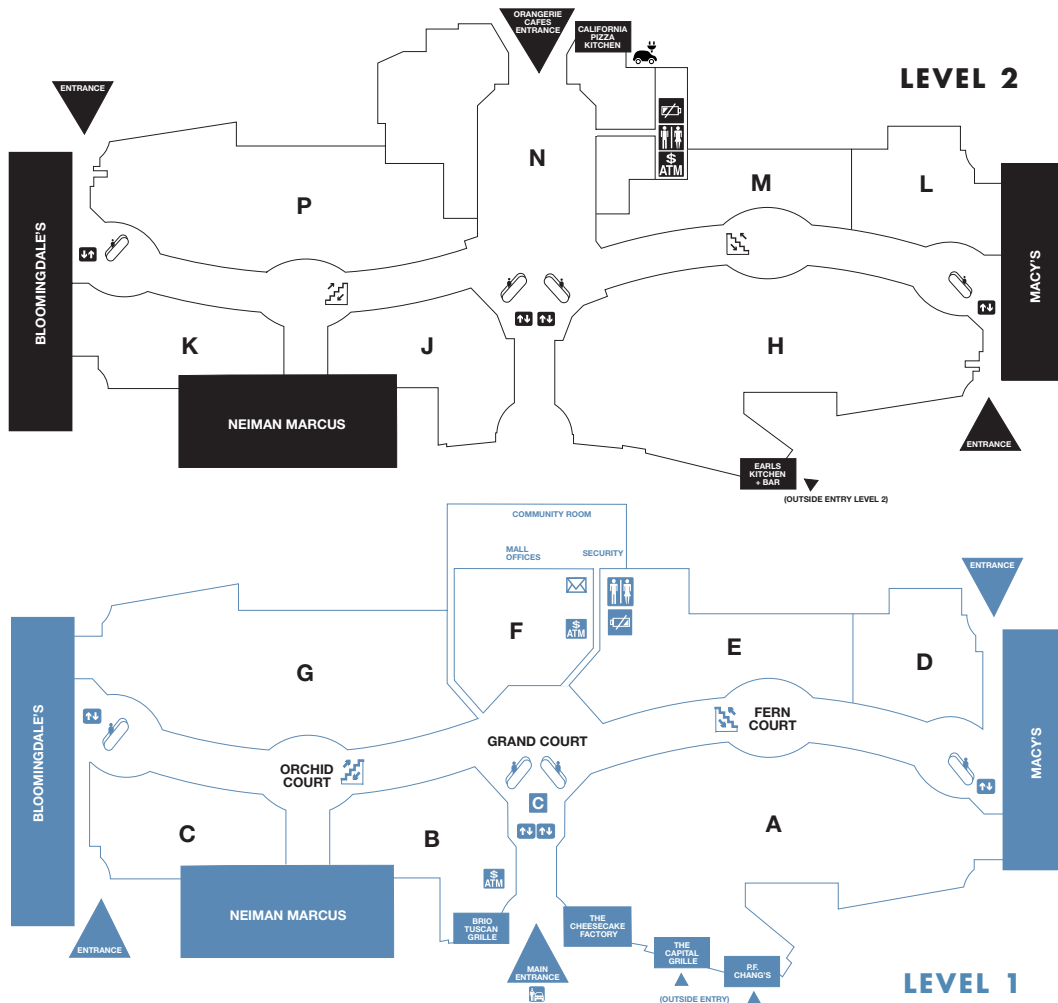 ORANGERIE
CAFES
ENTRANCE
CALIFORNIA
PIZZA
KITCHEN
LEVEL 2
ENTRANCE
$
ATM
N
M
L
P
BLOOMINGDALE'S
MACY'S
K
J
H
NEIMAN MARCUS
ENTRANCE
EARLS
KITCHEN
+ BAR
(OUTSIDE ENTRY LEVEL 2)
COMMUNITY ROOM
MALL
OFFICES
SECURITY
ENTRANCE
$
ATM
F
E
D
G
BLOOMINGDALE'S
MACY'S
FERN
COURT
GRAND COURT
ORCHID
COURT
C
C
B
A
$
ATM
NEIMAN MARCUS
BRIO
TUSCAN
GRILLE
THE
CHEESECAKE
FACTORY
THE
CAPITAL
GRILLE
P.F.
CHANG'S
ENTRANCE
MAIN
ENTRANCE
(OUTSIDE ENTRY)
LEVEL 1